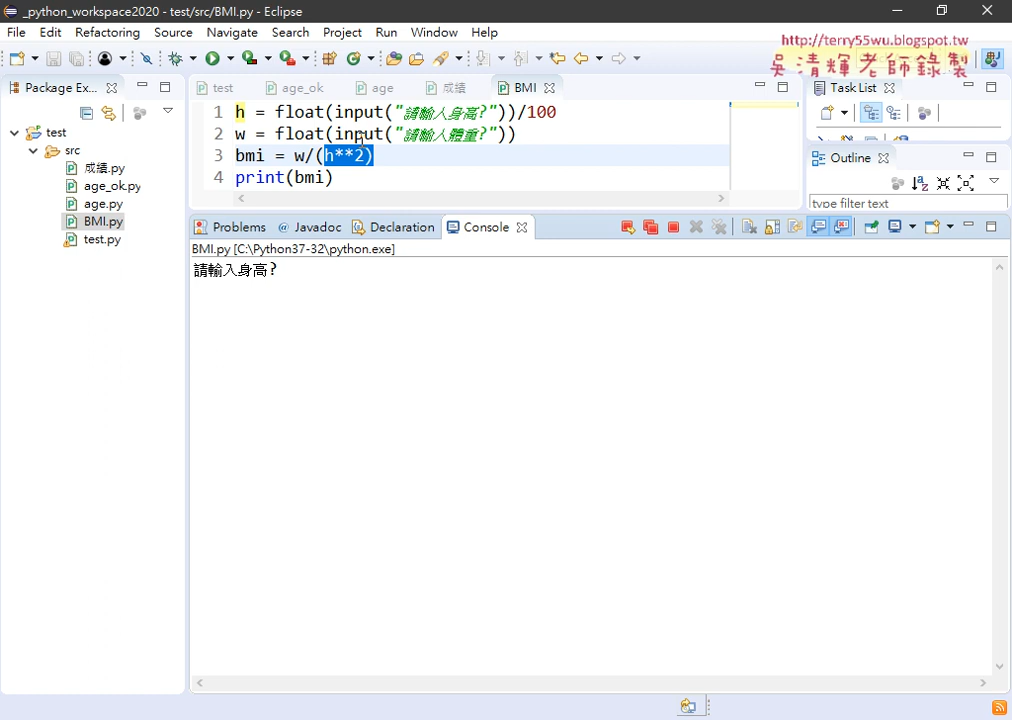 _python_workspace2020 - test/src/BMI.py - Eclipse
File Edit Refactoring Source Navigate Search Project Run Window Help
http://terry55wu.blogspot.tw
吳清輝老師錄製
Package Ex...
test age_ok age 成績 BMI
Task List
test
src
成績.py
age_ok.py
age.py
BMI.py
test.py
1 h = float(input("請輸入身高?"))/100
2 w = float(input("請輸入體重?"))
3 bmi = w/(h**2)
4 print(bmi)
Outline
type filter text
Problems Javadoc Declaration Console
BMI.py [C:\Python37-32\python.exe]
請輸入身高?